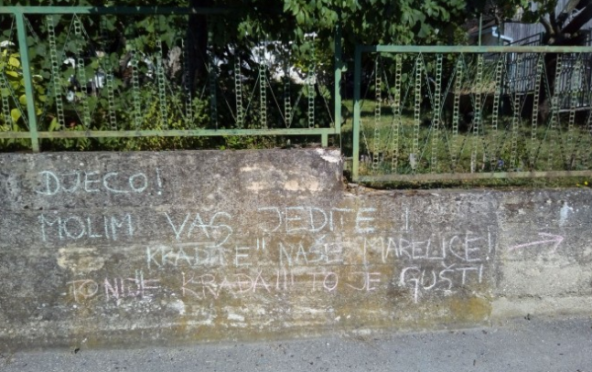 DJECO!
MOLIM VAS JEDITE I
KRADITE!! NAŠE MARELICE!
TO NIJE KRAĐA!!! TO JE GUŠT!